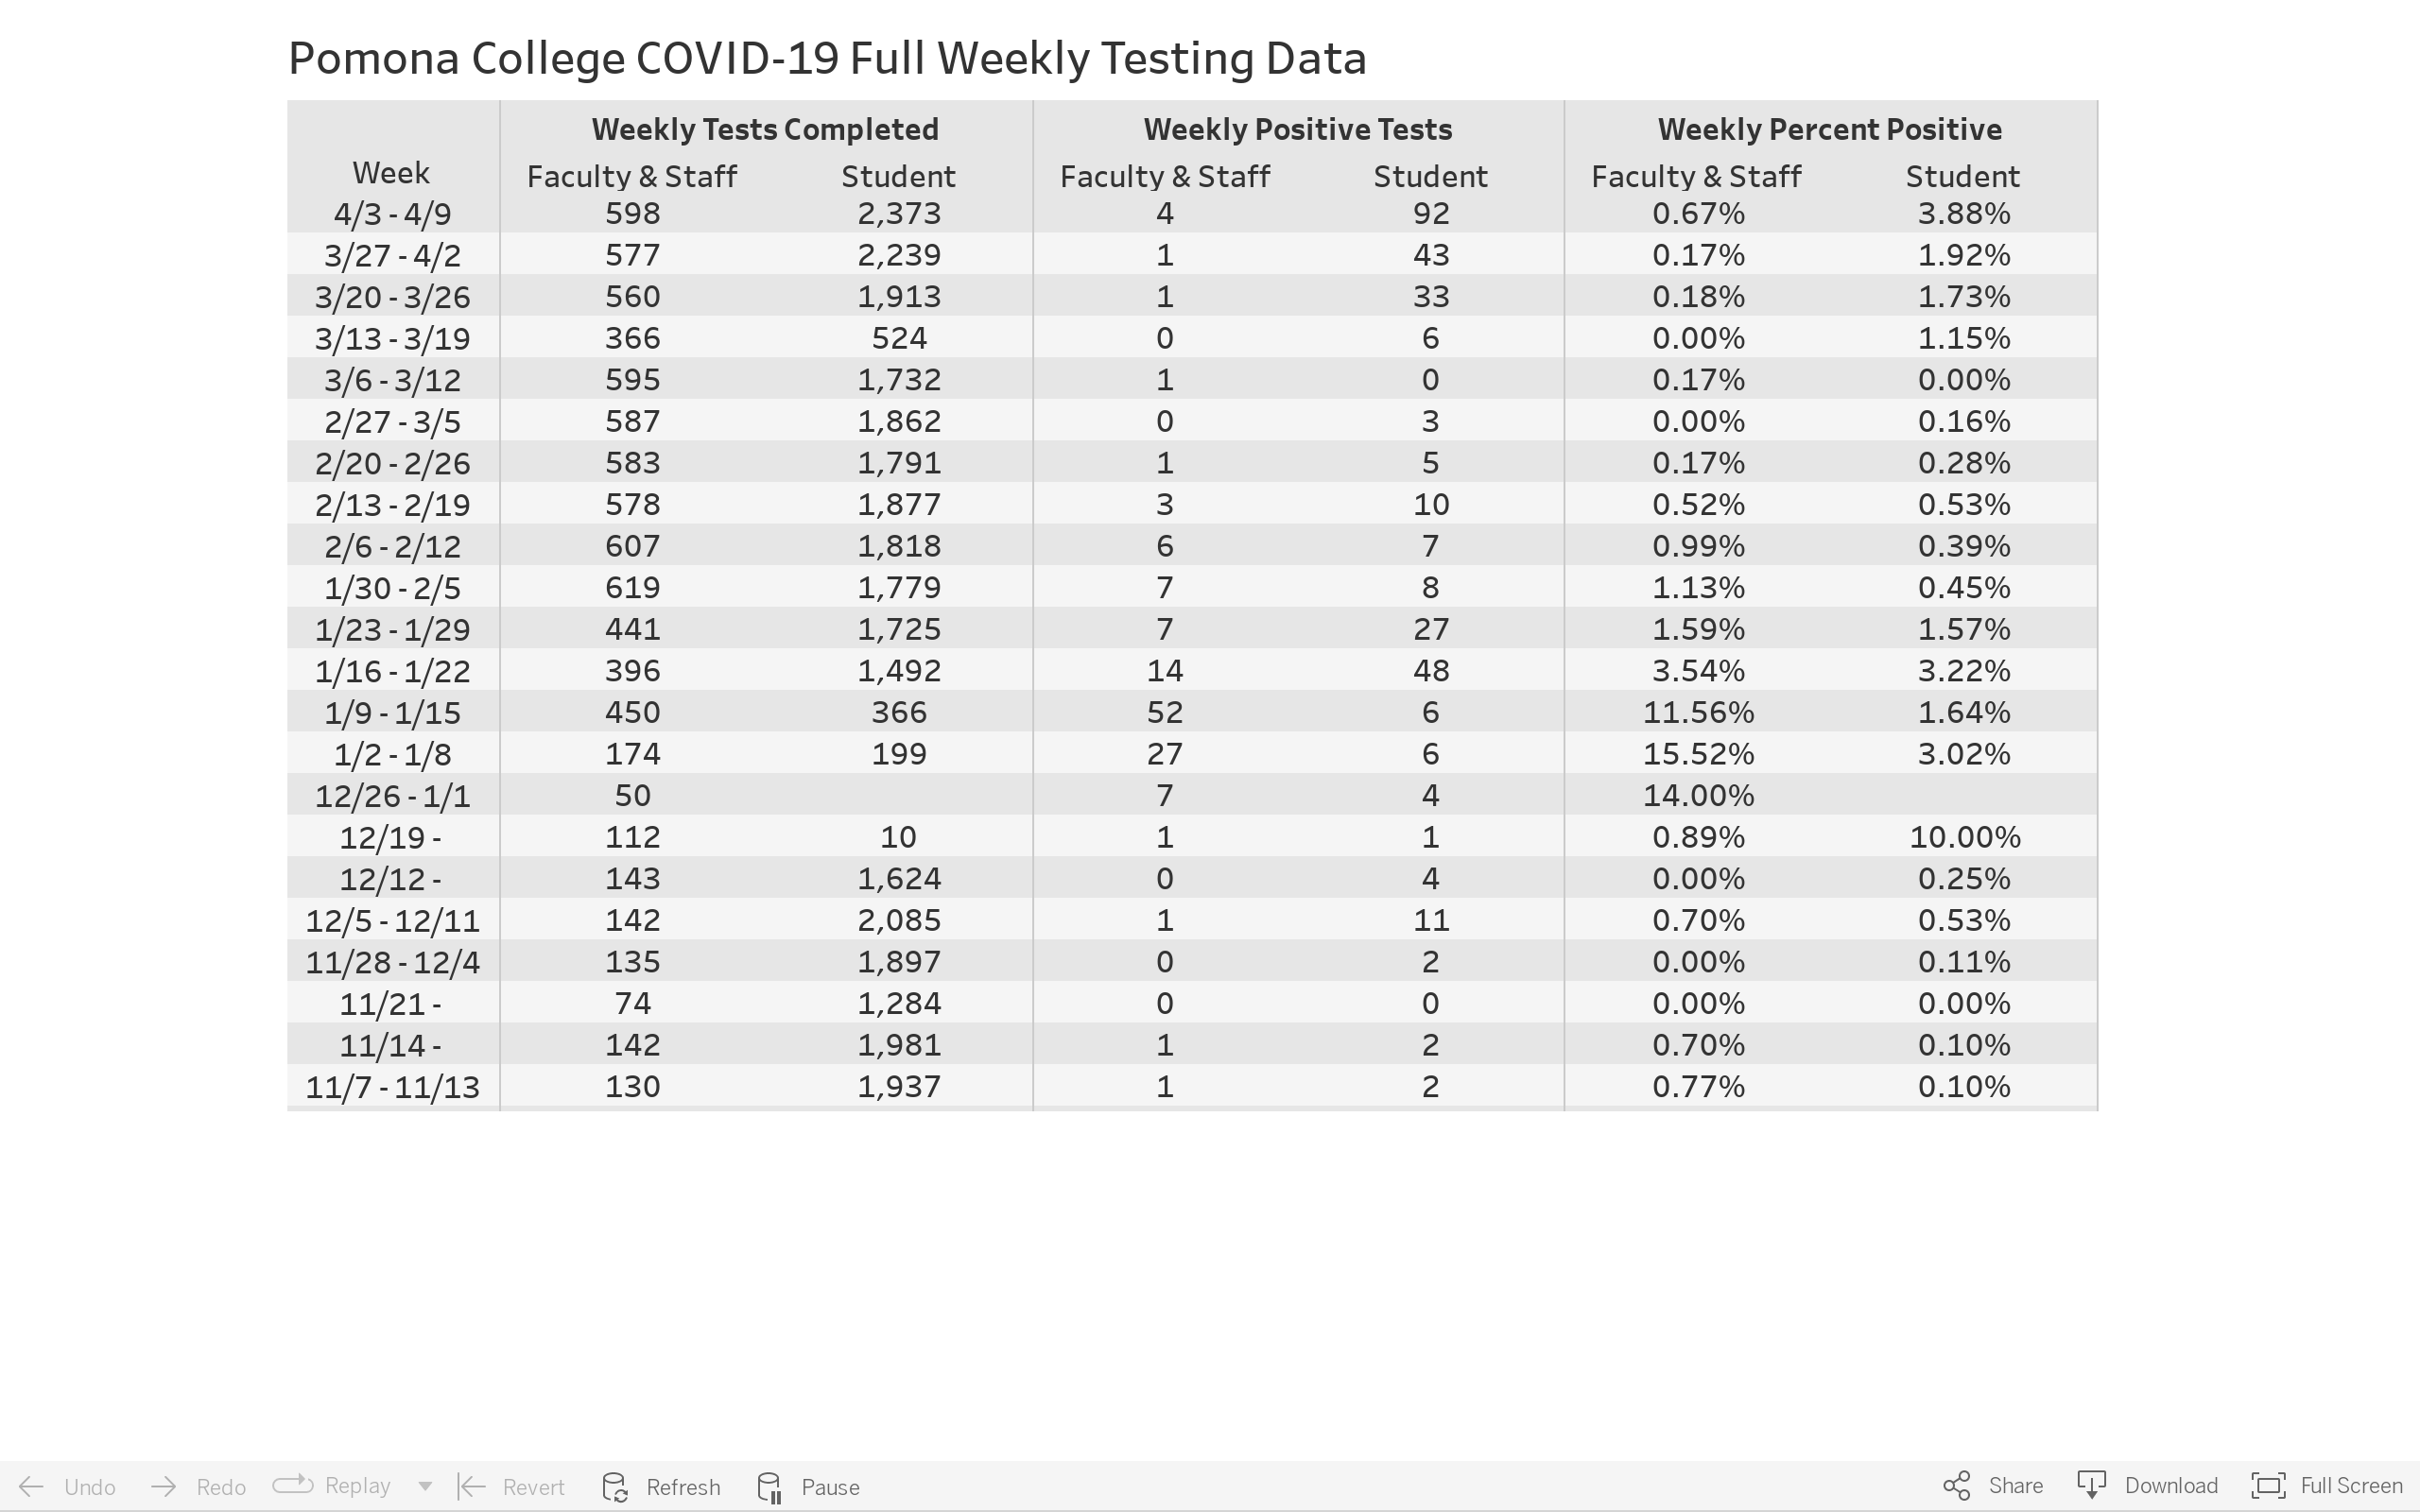 Pomona College COVID-19 Full Weekly Testing Data
Weekly Tests Completed Weekly Positive Tests Weekly Percent Positive
Week Faculty & Staff Student Faculty & Staff Student Faculty & Staff Student
4/3 - 4/9 598 2,373 4 92 0.67% 3.88%
3/27 - 4/2 577 2,239 1 43 0.17% 1.92%
3/20 - 3/26 560 1,913 1 33 0.18% 1.73%
3/13 - 3/19 366 524 0 6 0.00% 1.15%
3/6 - 3/12 595 1,732 1 0 0.17% 0.00%
2/27 - 3/5 587 1,862 0 3 0.00% 0.16%
2/20 - 2/26 583 1,791 1 5 0.17% 0.28%
2/13 - 2/19 578 1,877 3 10 0.52% 0.53%
2/6 - 2/12 607 1,818 6 7 0.99% 0.39%
1/30 - 2/5 619 1,779 7 8 1.13% 0.45%
1/23 - 1/29 441 1,725 7 27 1.59% 1.57%
1/16 - 1/22 396 1,492 14 48 3.54% 3.22%
1/9 - 1/15 450 366 52 6 11.56% 1.64%
1/2 - 1/8 174 199 27 6 15.52% 3.02%
12/26 - 1/1 50 7 4 14.00%
12/19 - 112 10 1 1 0.89% 10.00%
12/12 - 143 1,624 0 4 0.00% 0.25%
12/5 - 12/11 142 2,085 1 11 0.70% 0.53%
11/28 - 12/4 135 1,897 0 2 0.00% 0.11%
11/21 - 74 1,284 0 0 0.00% 0.00%
11/14 - 142 1,981 1 2 0.70% 0.10%
11/7 - 11/13 130 1,937 1 2 0.77% 0.10%
Undo Redo Replay Revert Refresh Pause Share Download Full Screen